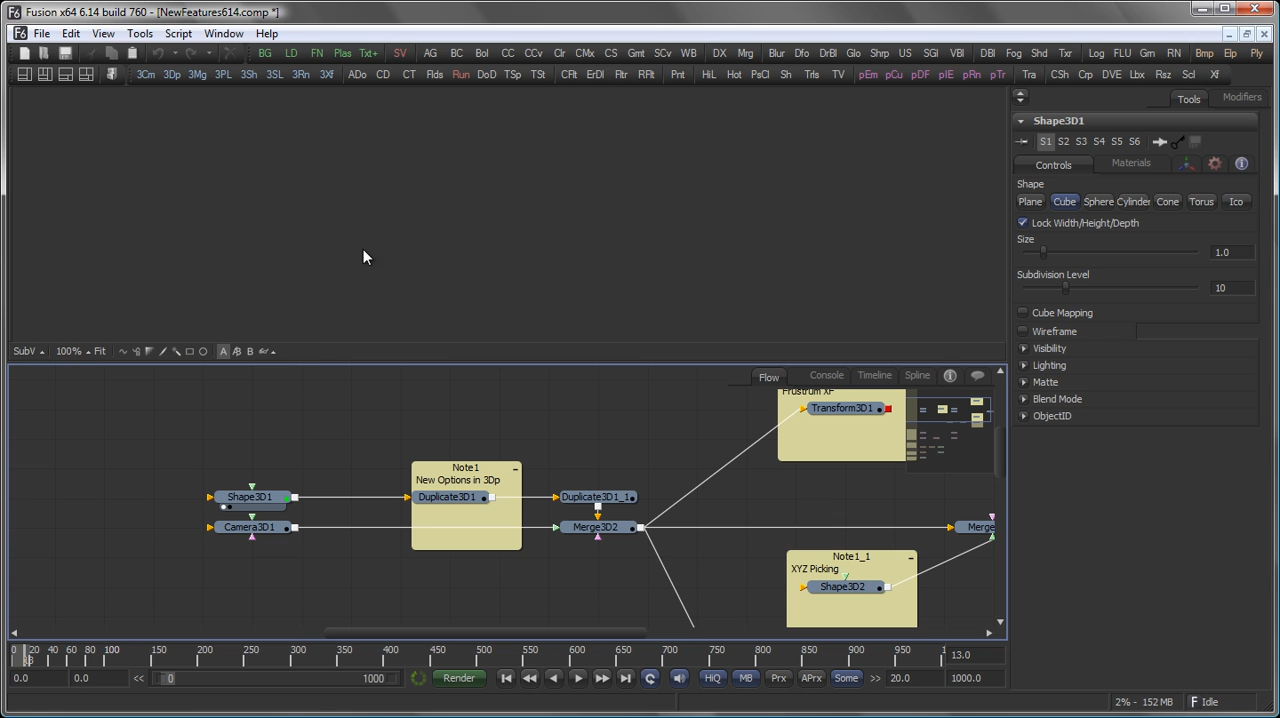 Fusion x64 6.14 build 760 - [NewFeatures614.comp *]
File Edit View Tools Script Window Help
BG LD FN Plas Txt+ SV AG BC Bol CC CCv Clr CMx CS Gmt SCv WB DX Mrg Blur Dfo DrBl Glo Shrp US SGl VBl DBl Fog Shd Txr Log FLU Gm RN Bmp Elp Ply
3Cm 3Dp 3Mg 3PL 3Sh 3SL 3Rn 3Xf ADo CD CT Flds Run DoD TSp TSt CFlt ErDl Fltr RFlt Pnt HiL Hot PsCl Sh Trls TV pEm pCu pDF pIE pRn pTr Tra CSh Crp DVE Lbx Rsz Scl Xf
Tools Modifiers
Shape3D1
S1 S2 S3 S4 S5 S6
Controls Materials
Shape
Plane Cube Sphere Cylinder Cone Torus Ico
Lock Width/Height/Depth
Size
1.0
Subdivision Level
10
Cube Mapping
Wireframe
Visibility
Lighting
Matte
Blend Mode
ObjectID
SubV 100% Fit A B
Flow Console Timeline Spline
Frustrum XF
Transform3D1
Note1
New Options in 3Dp
Shape3D1 Duplicate3D1 Duplicate3D1_1
Camera3D1 Merge3D2 Merge
Note1_1
XYZ Picking
Shape3D2
0 20 40 60 80 100 150 200 250 300 350 400 450 500 550 600 650 700 750 800 850 900 950 1
13.0
0.0 0.0 << 0 1000 Render HiQ MB Prx APrx Some >> 20.0 1000.0
2% - 152 MB Idle